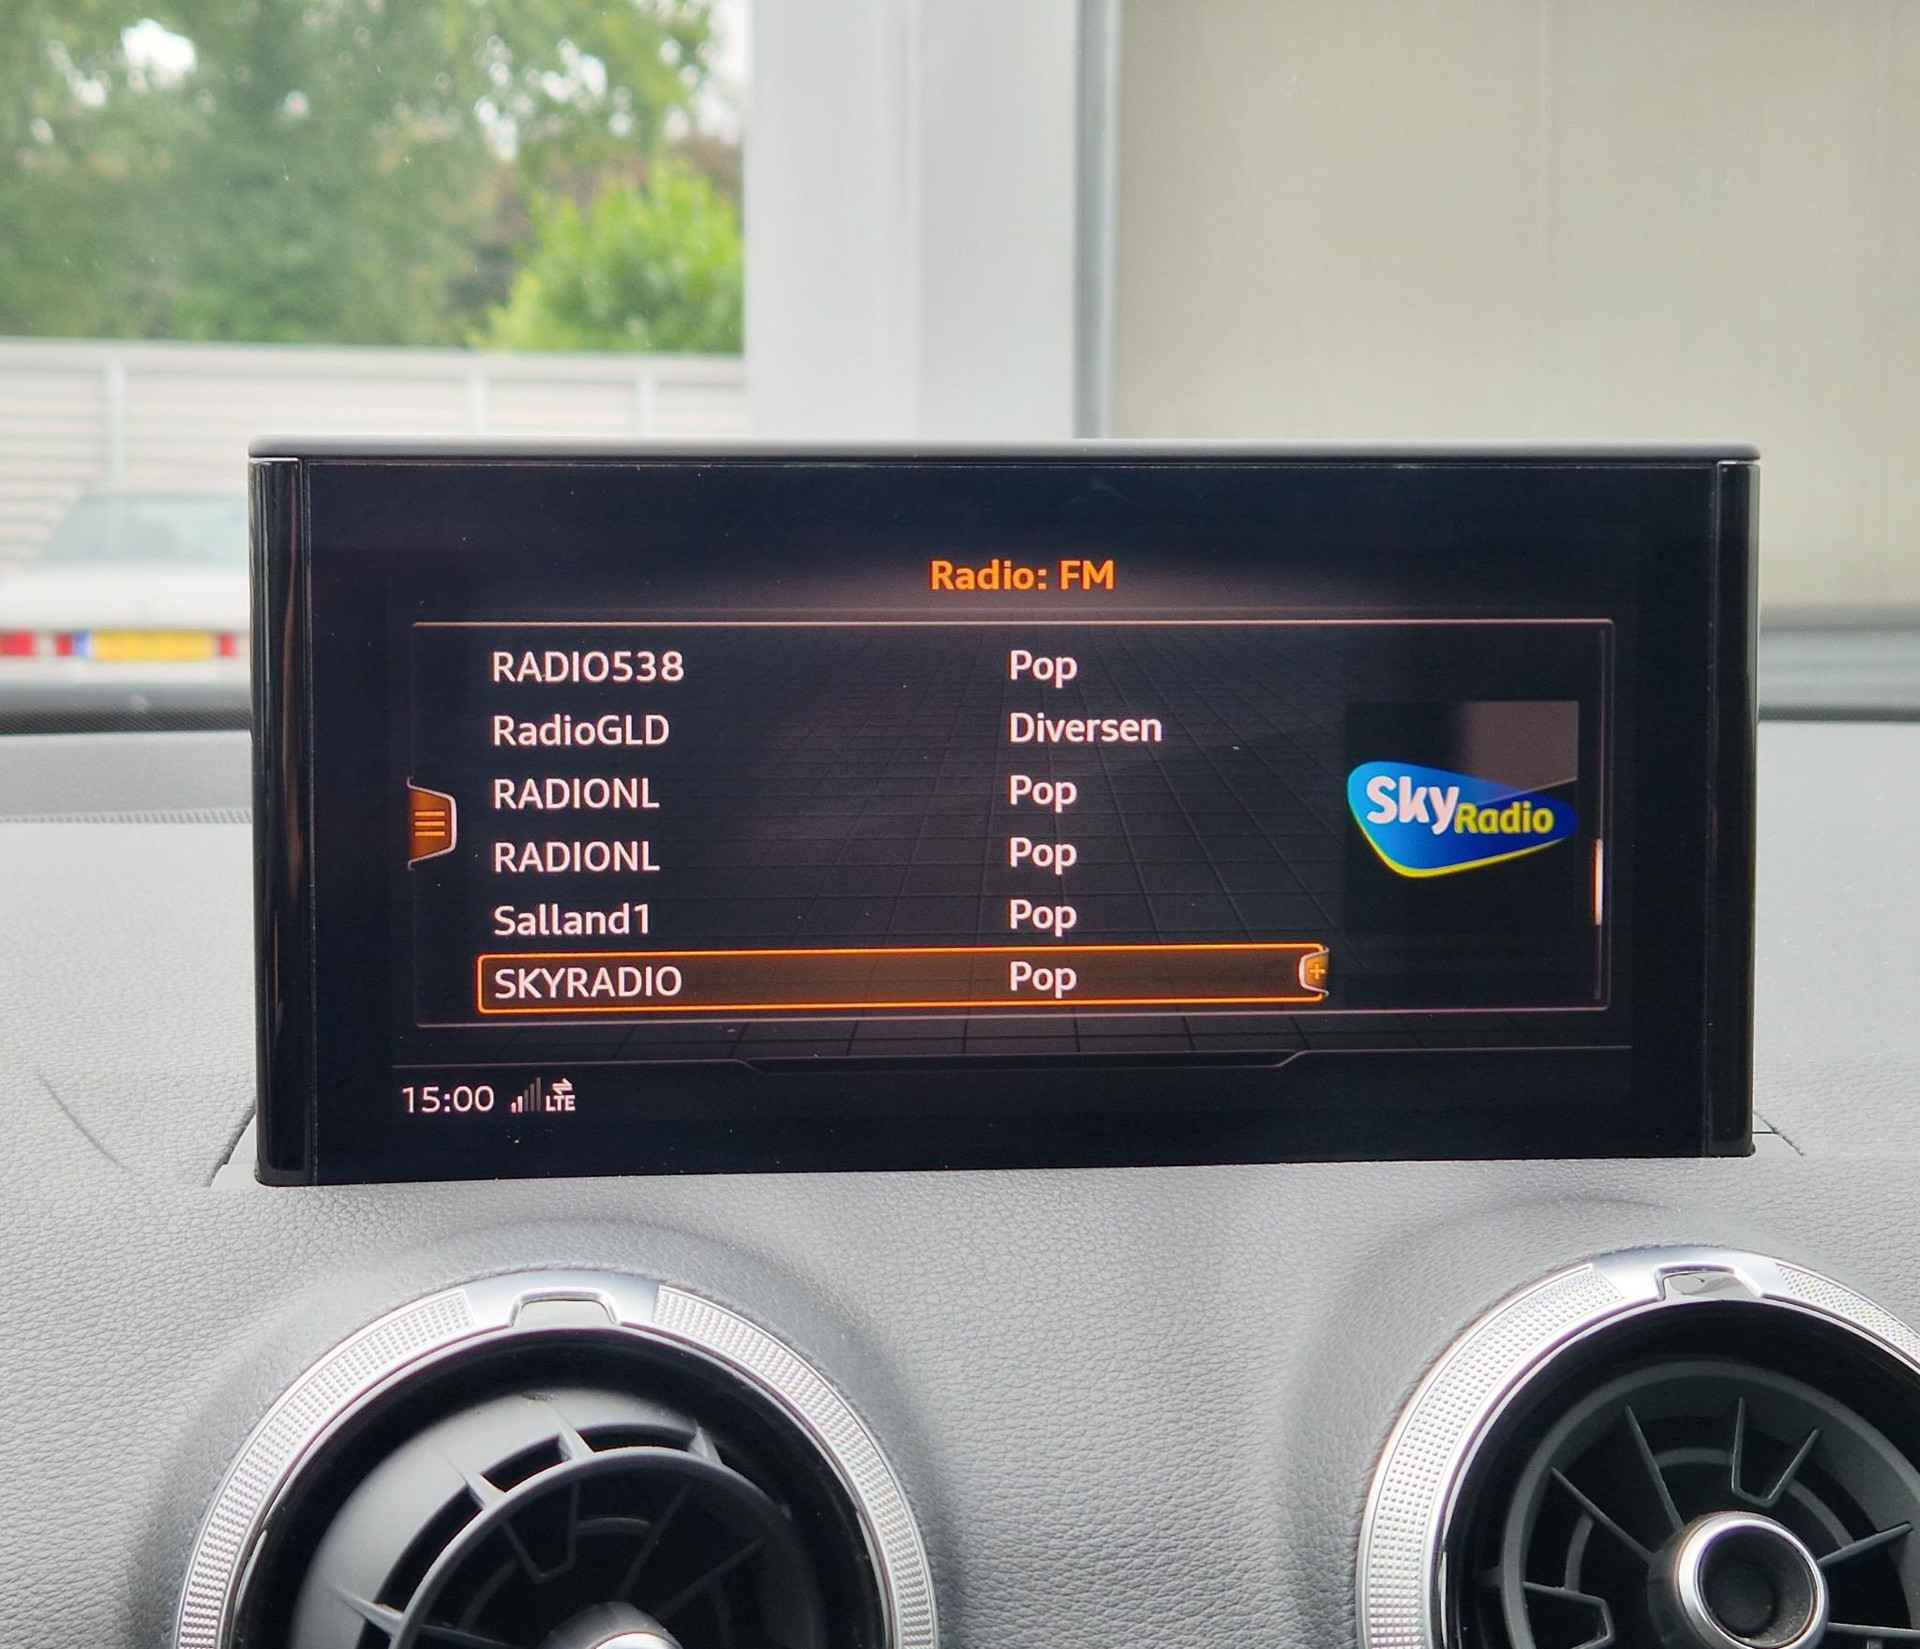 Radio: FM
RADIO538 Pop
RadioGLD Diversen
RADIONL Pop
RADIONL Pop
Salland1 Pop
SKYRADIO Pop
Sky Radio
15:00 LTE